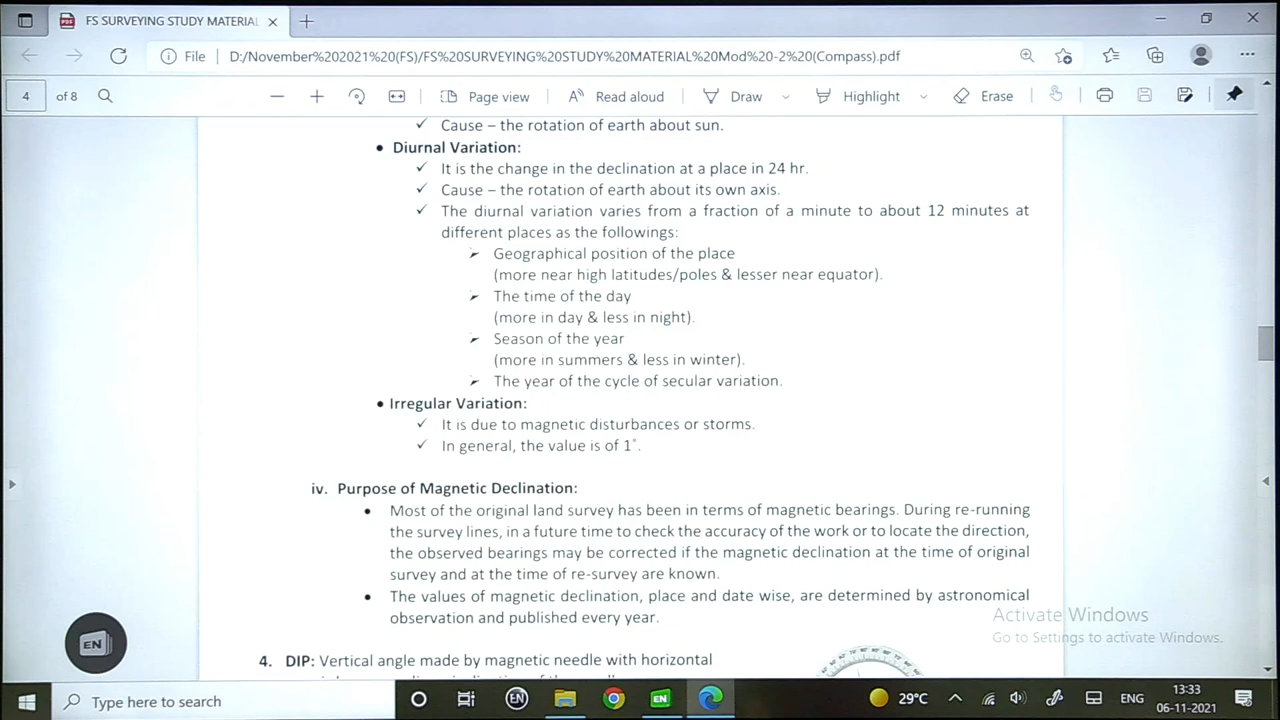 FS SURVEYING STUDY MATERIAL
File
D:/November%202021%20(FS)/FS%20SURVEYING%20STUDY%20MATERIAL%20Mod%20-2%20(Compass).pdf
4 of 8
Page view
Read aloud
Draw
Highlight
Erase
✓ Cause – the rotation of earth about sun.
• Diurnal Variation:
✓ It is the change in the declination at a place in 24 hr.
✓ Cause – the rotation of earth about its own axis.
✓ The diurnal variation varies from a fraction of a minute to about 12 minutes at
different places as the followings:
➢ Geographical position of the place
(more near high latitudes/poles & lesser near equator).
➢ The time of the day
(more in day & less in night).
➢ Season of the year
(more in summers & less in winter).
➢ The year of the cycle of secular variation.
• Irregular Variation:
✓ It is due to magnetic disturbances or storms.
✓ In general, the value is of 1˚.
iv. Purpose of Magnetic Declination:
• Most of the original land survey has been in terms of magnetic bearings. During re-running
the survey lines, in a future time to check the accuracy of the work or to locate the direction,
the observed bearings may be corrected if the magnetic declination at the time of original
survey and at the time of re-survey are known.
• The values of magnetic declination, place and date wise, are determined by astronomical
observation and published every year.
Activate Windows
Go to Settings to activate Windows.
EN
4. DIP: Vertical angle made by magnetic needle with horizontal
Type here to search
EN
EN
29°C
ENG
13:33
06-11-2021